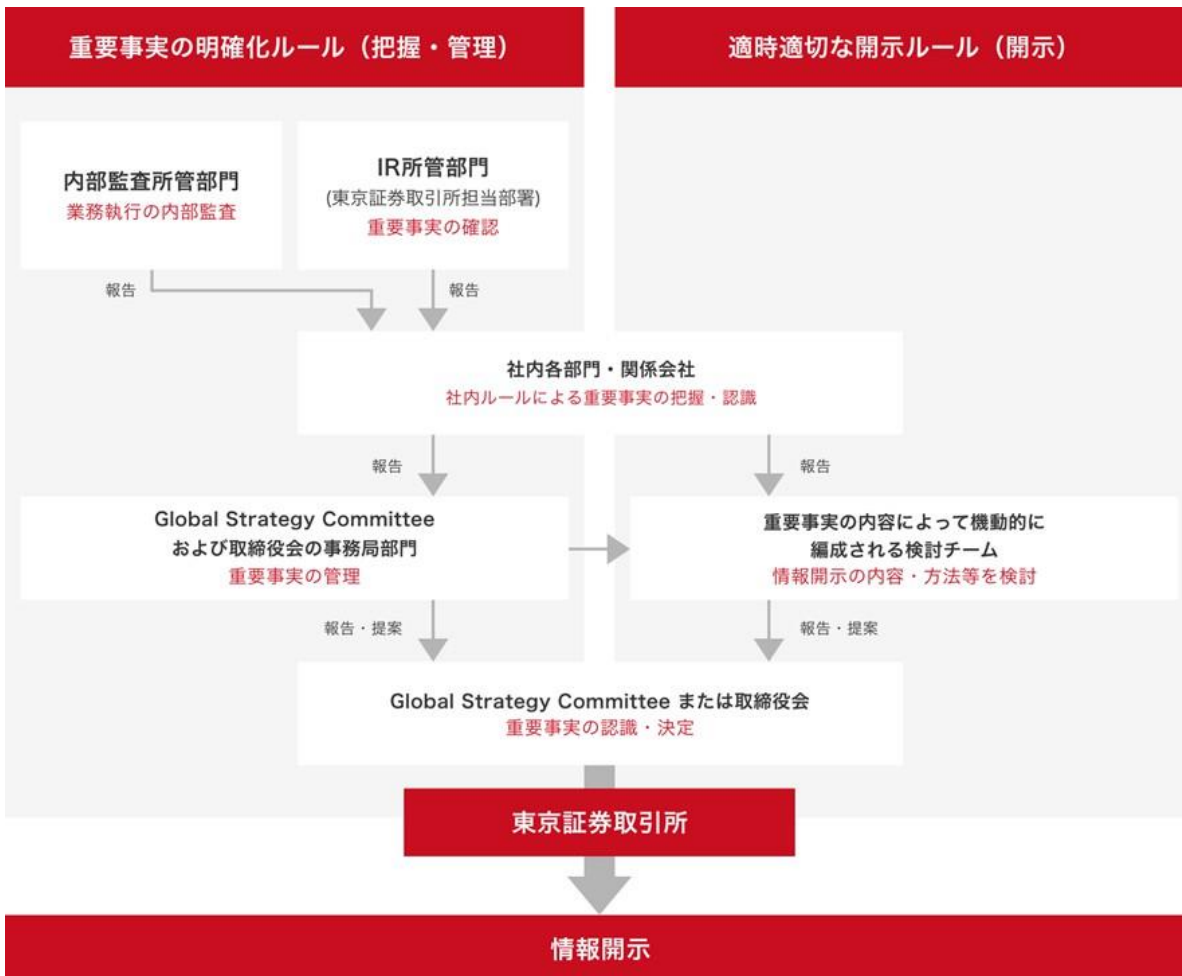 重要事実の明確化ルール（把握・管理）
適時適切な開示ルール（開示）
内部監査所管部門
業務執行の内部監査
IR所管部門
(東京証券取引所担当部署)
重要事実の確認
報告
報告
社内各部門・関係会社
社内ルールによる重要事実の把握・認識
報告
報告
Global Strategy Committee
および取締役会の事務局部門
重要事実の管理
重要事実の内容によって機動的に
編成される検討チーム
情報開示の内容・方法等を検討
報告・提案
報告・提案
Global Strategy Committee または取締役会
重要事実の認識・決定
東京証券取引所
情報開示